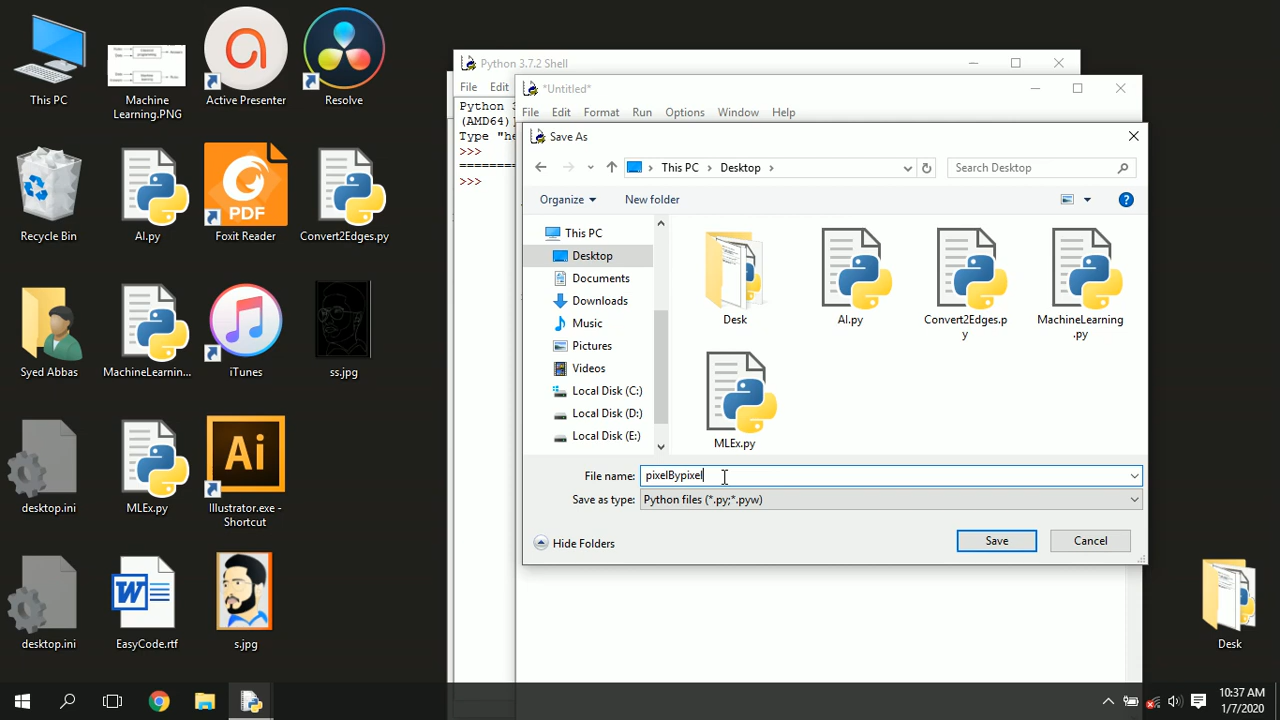 This PC
Machine
Learning.PNG
Active Presenter
Resolve
Recycle Bin
AI.py
PDF
Foxit Reader
Convert2Edges.py
Syed Abbas
MachineLearnin...
iTunes
ss.jpg
desktop.ini
MLEx.py
Ai
Illustrator.exe -
Shortcut
desktop.ini
W
EasyCode.rtf
s.jpg
Desk
Python 3.7.2 Shell
File Edit
Python 3
(AMD64)
Type "he
>>>
=======
>>>
*Untitled*
File Edit Format Run Options Window Help
Save As
This PC > Desktop >
Search Desktop
Organize
New folder
This PC
Desktop
Documents
Downloads
Music
Pictures
Videos
Local Disk (C:)
Local Disk (D:)
Local Disk (E:)
Desk
AI.py
Convert2Edges.p
y
MachineLearning
.py
MLEx.py
File name: pixelBypixel
Save as type: Python files (*.py;*.pyw)
Hide Folders
Save
Cancel
10:37 AM
1/7/2020